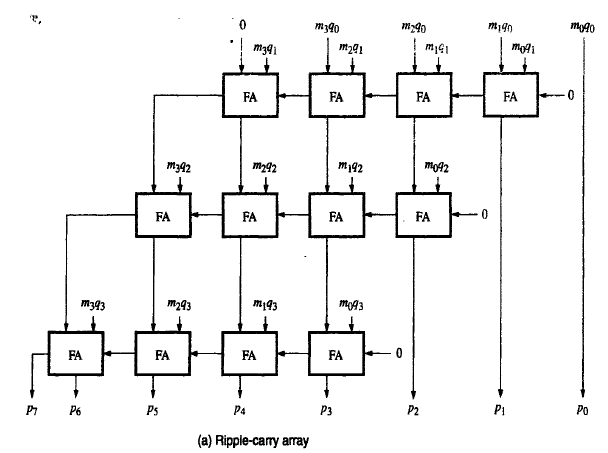 0 m₃q₀ m₂q₀ m₁q₀ m₀q₀
m₃q₁ m₂q₁ m₁q₁ m₀q₁
FA FA FA FA 0
m₃q₂ m₂q₂ m₁q₂ m₀q₂
FA FA FA FA 0
m₃q₃ m₂q₃ m₁q₃ m₀q₃
FA FA FA FA 0
p₇ p₆ p₅ p₄ p₃ p₂ p₁ p₀
(a) Ripple-carry array